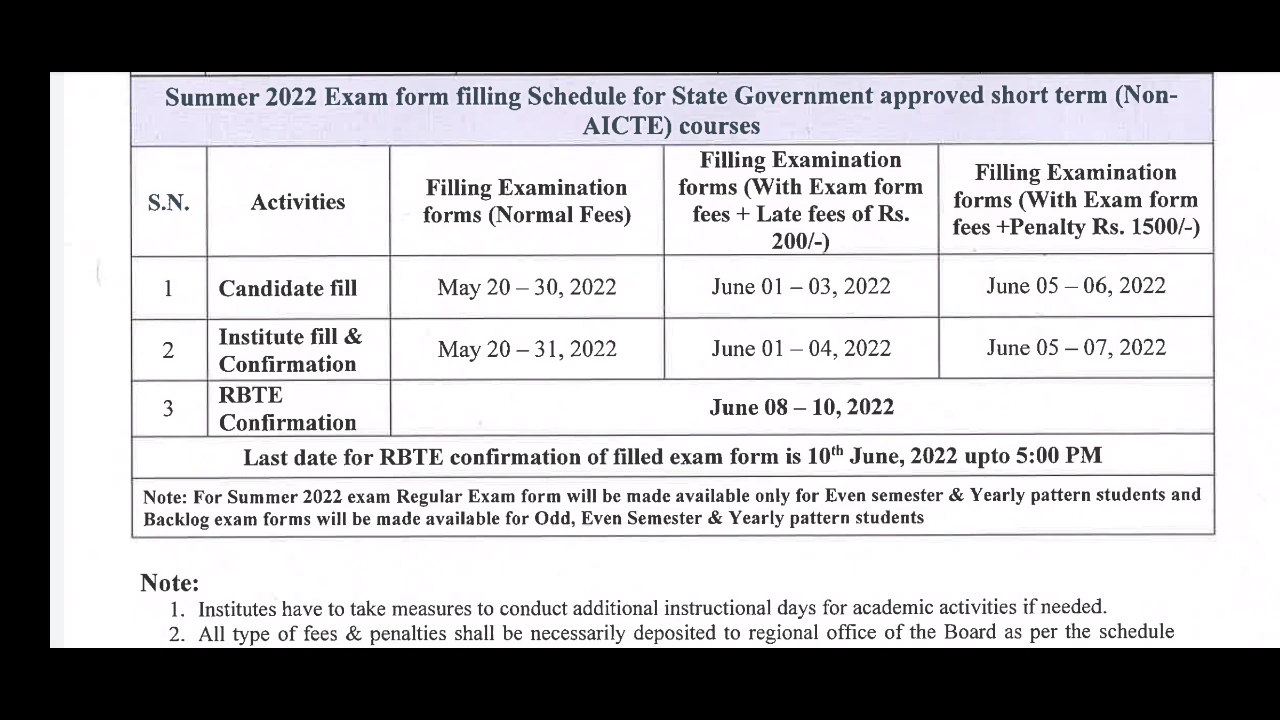 Summer 2022 Exam form filling Schedule for State Government approved short term (Non-
AICTE) courses
S.N.
Activities
Filling Examination
forms (Normal Fees)
Filling Examination
forms (With Exam form
fees + Late fees of Rs.
200/-)
Filling Examination
forms (With Exam form
fees +Penalty Rs. 1500/-)
1
Candidate fill
May 20 – 30, 2022
June 01 – 03, 2022
June 05 – 06, 2022
2
Institute fill &
Confirmation
May 20 – 31, 2022
June 01 – 04, 2022
June 05 – 07, 2022
3
RBTE
Confirmation
June 08 – 10, 2022
Last date for RBTE confirmation of filled exam form is 10th June, 2022 upto 5:00 PM
Note: For Summer 2022 exam Regular Exam form will be made available only for Even semester & Yearly pattern students and
Backlog exam forms will be made available for Odd, Even Semester & Yearly pattern students
Note:
1. Institutes have to take measures to conduct additional instructional days for academic activities if needed.
2. All type of fees & penalties shall be necessarily deposited to regional office of the Board as per the schedule